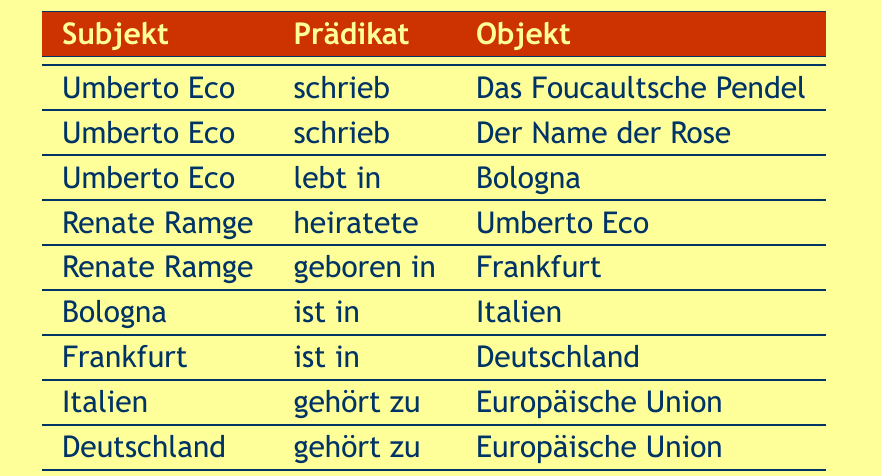 Subjekt Prädikat Objekt
Umberto Eco schrieb Das Foucaultsche Pendel
Umberto Eco schrieb Der Name der Rose
Umberto Eco lebt in Bologna
Renate Ramge heiratete Umberto Eco
Renate Ramge geboren in Frankfurt
Bologna ist in Italien
Frankfurt ist in Deutschland
Italien gehört zu Europäische Union
Deutschland gehört zu Europäische Union